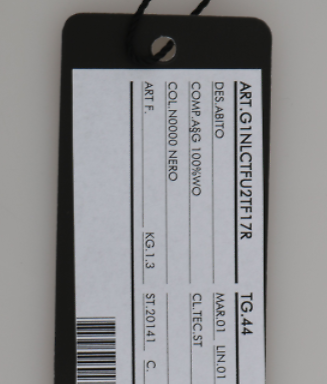 ART.G1NLCTFU2TF17R TG.44
DES.ABITO MAR.01 LIN.01
COMP.A&G 100%WO CL.TEC.ST
COL.N0000 NERO
ART F. KG.1.3 ST.20141 C.